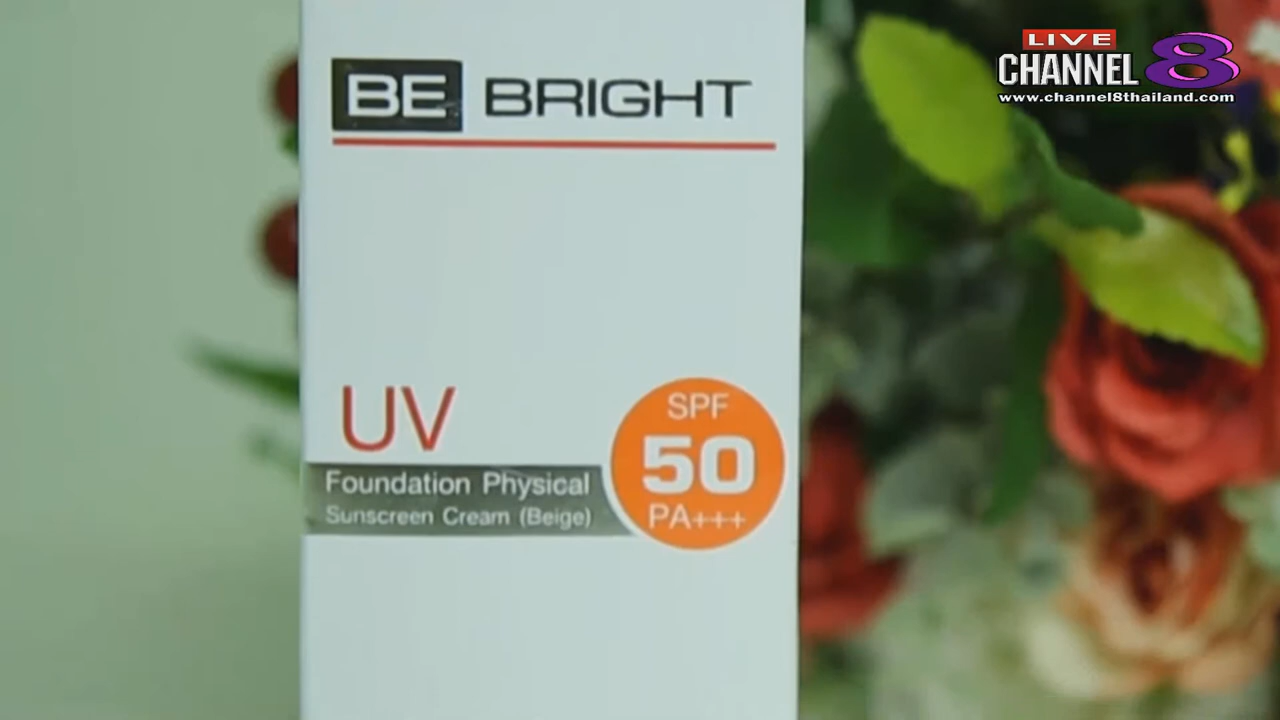 BE BRIGHT
UV
Foundation Physical
Sunscreen Cream (Beige)
SPF
50
PA+++
LIVE
CHANNEL 8
www.channel8thailand.com